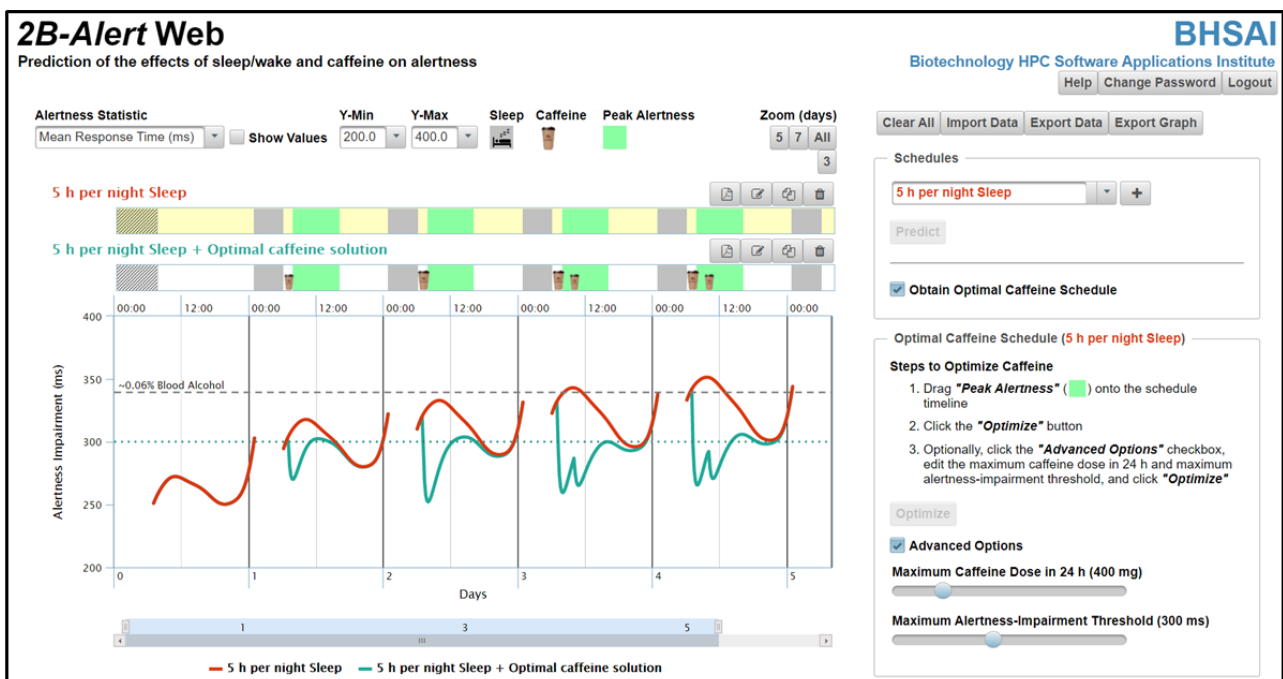 2B-Alert Web
Prediction of the effects of sleep/wake and caffeine on alertness
BHSAI
Biotechnology HPC Software Applications Institute
Help Change Password Logout
Alertness Statistic
Mean Response Time (ms)
Show Values
Y-Min
200.0
Y-Max
400.0
Sleep
Caffeine
Peak Alertness
Zoom (days)
5 7 All
3
5 h per night Sleep
5 h per night Sleep + Optimal caffeine solution
00:00 12:00 00:00 12:00 00:00 12:00 00:00 12:00 00:00 12:00 00:00
Alertness Impairment (ms)
400
350
300
250
200
~0.06% Blood Alcohol
0 1 2 3 4 5
Days
1 3 5
5 h per night Sleep 5 h per night Sleep + Optimal caffeine solution
Clear All Import Data Export Data Export Graph
Schedules
5 h per night Sleep
+
Predict
Obtain Optimal Caffeine Schedule
Optimal Caffeine Schedule (5 h per night Sleep)
Steps to Optimize Caffeine
1. Drag "Peak Alertness" ( ) onto the schedule
timeline
2. Click the "Optimize" button
3. Optionally, click the "Advanced Options" checkbox,
edit the maximum caffeine dose in 24 h and maximum
alertness-impairment threshold, and click "Optimize"
Optimize
Advanced Options
Maximum Caffeine Dose in 24 h (400 mg)
Maximum Alertness-Impairment Threshold (300 ms)